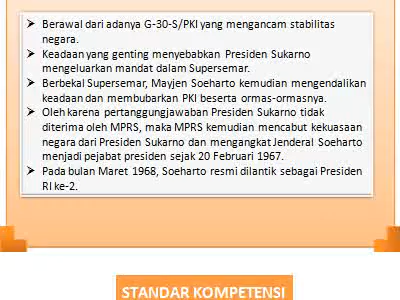 ➢ Berawal dari adanya G-30-S/PKI yang mengancam stabilitas
negara.
➢ Keadaan yang genting menyebabkan Presiden Sukarno
mengeluarkan mandat dalam Supersemar.
➢ Berbekal Supersemar, Mayjen Soeharto kemudian mengendalikan
keadaan dan membubarkan PKI beserta ormas-ormasnya.
➢ Oleh karena pertanggungjawaban Presiden Sukarno tidak
diterima oleh MPRS, maka MPRS kemudian mencabut kekuasaan
negara dari Presiden Sukarno dan mengangkat Jenderal Soeharto
menjadi pejabat presiden sejak 20 Februari 1967.
➢ Pada bulan Maret 1968, Soeharto resmi dilantik sebagai Presiden
RI ke-2.
STANDAR KOMPETENSI